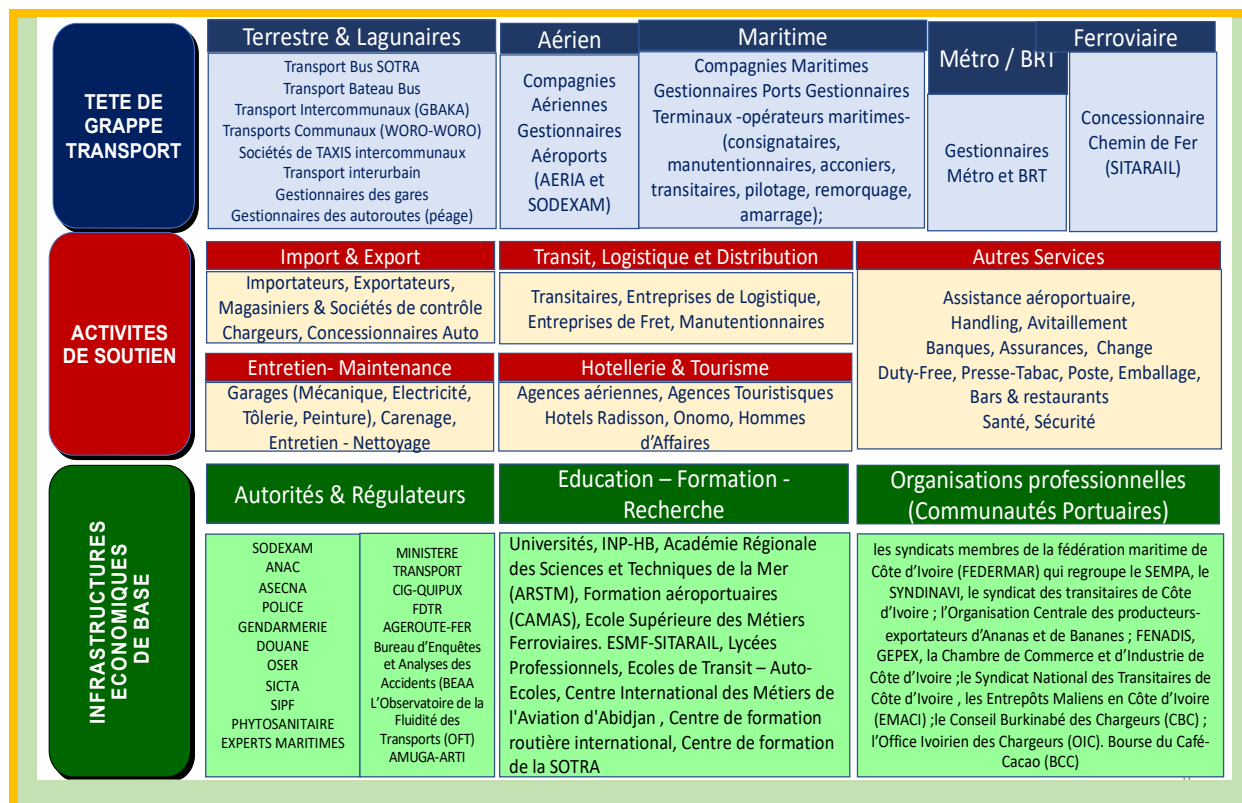 TETE DE
GRAPPE
TRANSPORT
Terrestre & Lagunaires
Transport Bus SOTRA
Transport Bateau Bus
Transport Intercommunaux (GBAKA)
Transports Communaux (WORO-WORO)
Sociétés de TAXIS intercommunaux
Transport interurbain
Gestionnaires des gares
Gestionnaires des autoroutes (péage)
Aérien
Compagnies
Aériennes
Gestionnaires
Aéroports
(AERIA et
SODEXAM)
Maritime
Compagnies Maritimes
Gestionnaires Ports Gestionnaires
Terminaux -opérateurs maritimes-
(consignataires,
manutentionnaires, acconiers,
transitaires, pilotage, remorquage,
amarrage);
Métro / BRT
Gestionnaires
Métro et BRT
Ferroviaire
Concessionnaire
Chemin de Fer
(SITARAIL)
ACTIVITES
DE SOUTIEN
Import & Export
Importateurs, Exportateurs,
Magasiniers & Sociétés de contrôle
Chargeurs, Concessionnaires Auto
Transit, Logistique et Distribution
Transitaires, Entreprises de Logistique,
Entreprises de Fret, Manutentionnaires
Autres Services
Assistance aéroportuaire,
Handling, Avitaillement
Banques, Assurances, Change
Duty-Free, Presse-Tabac, Poste, Emballage,
Bars & restaurants
Santé, Sécurité
Entretien- Maintenance
Garages (Mécanique, Electricité,
Tôlerie, Peinture), Carenage,
Entretien - Nettoyage
Hotellerie & Tourisme
Agences aériennes, Agences Touristisques
Hotels Radisson, Onomo, Hommes
d'Affaires
INFRASTRUCTURES
ECONOMIQUES
DE BASE
Autorités & Régulateurs
SODEXAM
ANAC
ASECNA
POLICE
GENDARMERIE
DOUANE
OSER
SICTA
SIPF
PHYTOSANITAIRE
EXPERTS MARITIMES
MINISTERE
TRANSPORT
CIG-QUIPUX
FDTR
AGEROUTE-FER
Bureau d'Enquêtes
et Analyses des
Accidents (BEAA
L'Observatoire de la
Fluidité des
Transports (OFT)
AMUGA-ARTI
Education – Formation -
Recherche
Universités, INP-HB, Académie Régionale
des Sciences et Techniques de la Mer
(ARSTM), Formation aéroportuaires
(CAMAS), Ecole Supérieure des Métiers
Ferroviaires. ESMF-SITARAIL, Lycées
Professionnels, Ecoles de Transit – Auto-
Ecoles, Centre International des Métiers de
l'Aviation d'Abidjan , Centre de formation
routière international, Centre de formation
de la SOTRA
Organisations professionnelles
(Communautés Portuaires)
les syndicats membres de la fédération maritime de
Côte d'Ivoire (FEDERMAR) qui regroupe le SEMPA, le
SYNDINAVI, le syndicat des transitaires de Côte
d'Ivoire ; l'Organisation Centrale des producteurs-
exportateurs d'Ananas et de Bananes ; FENADIS,
GEPEX, la Chambre de Commerce et d'Industrie de
Côte d'Ivoire ;le Syndicat National des Transitaires de
Côte d'Ivoire , les Entrepôts Maliens en Côte d'Ivoire
(EMACI) ;le Conseil Burkinabé des Chargeurs (CBC) ;
l'Office Ivoirien des Chargeurs (OIC). Bourse du Café-
Cacao (BCC)